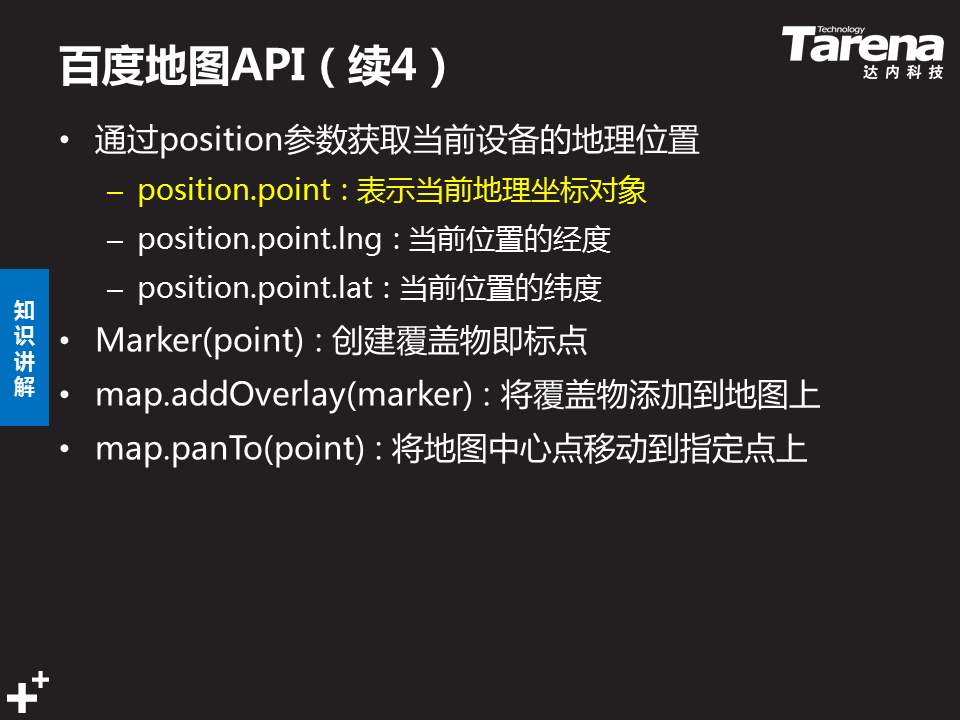 百度地图API（续4）
Technology
Tarena
达内科技
• 通过position参数获取当前设备的地理位置
– position.point : 表示当前地理坐标对象
– position.point.lng : 当前位置的经度
– position.point.lat : 当前位置的纬度
知识讲解
• Marker(point) : 创建覆盖物即标点
• map.addOverlay(marker) : 将覆盖物添加到地图上
• map.panTo(point) : 将地图中心点移动到指定点上